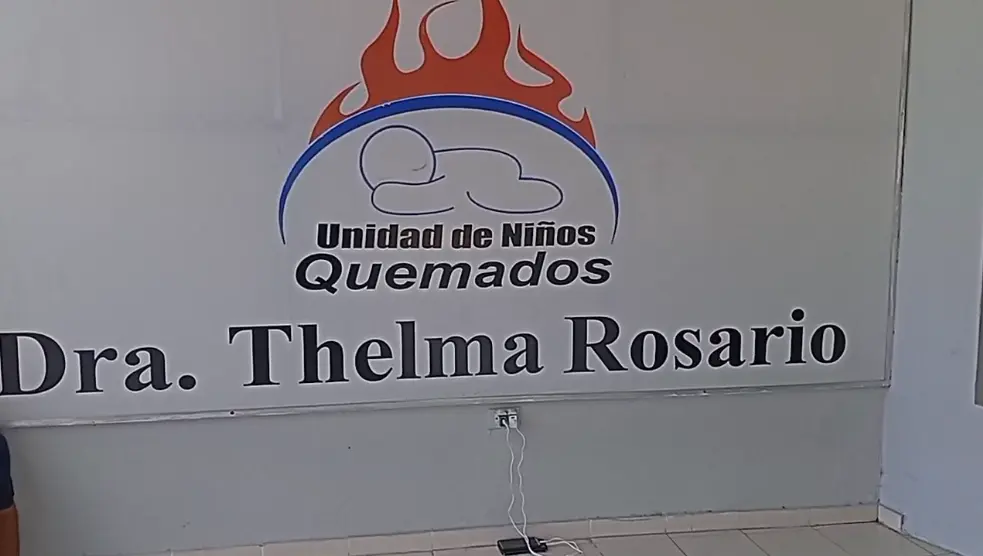 Unidad de Niños
Quemados
Dra. Thelma Rosario